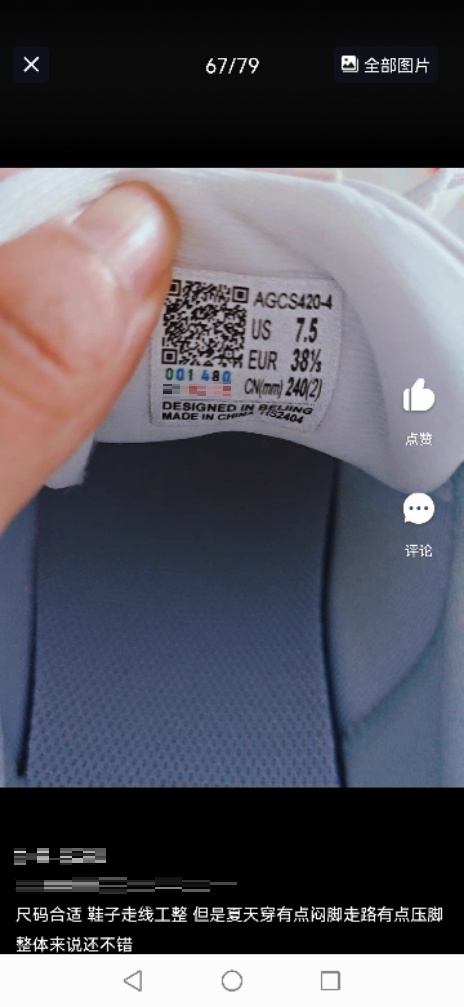 67/79
全部图片
AGCS420-4
US 7.5
EUR 38⅓
001 480
CN(mm) 240(2)
DESIGNED IN BEIJING
MADE IN CHINA
点赞
评论
尺码合适 鞋子走线工整 但是夏天穿有点闷脚走路有点压脚
整体来说还不错